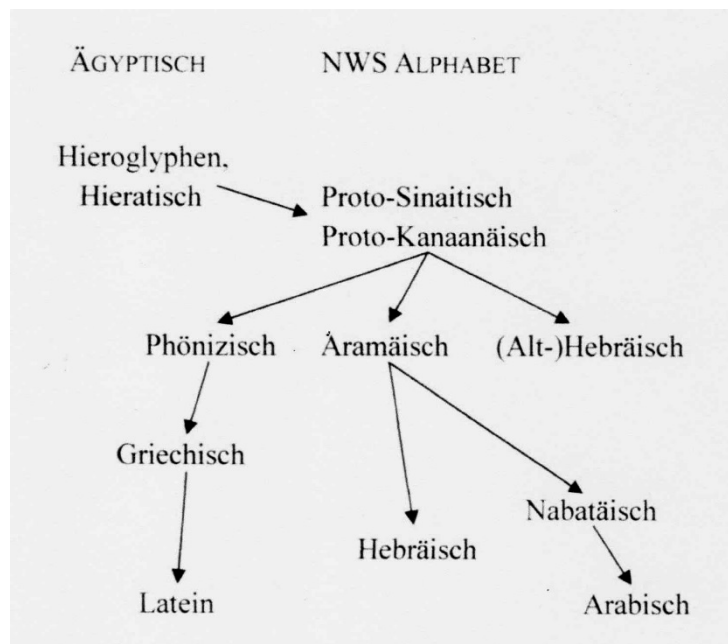 ÄGYPTISCH NWS ALPHABET
Hieroglyphen,
Hieratisch
Proto-Sinaitisch
Proto-Kanaanäisch
Phönizisch Aramäisch (Alt-)Hebräisch
Griechisch
Nabatäisch
Hebräisch
Latein Arabisch